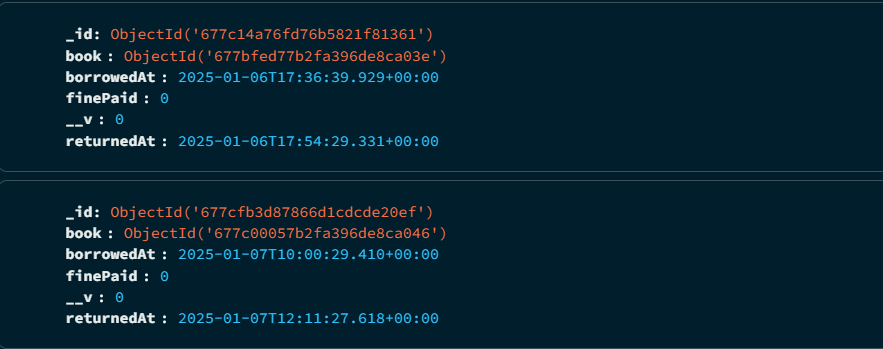 _id: ObjectId('677c14a76fd76b5821f81361')
book : ObjectId('677bfed77b2fa396de8ca03e')
borrowedAt : 2025-01-06T17:36:39.929+00:00
finePaid : 0
__v : 0
returnedAt : 2025-01-06T17:54:29.331+00:00
_id: ObjectId('677cfb3d87866d1cdcde20ef')
book : ObjectId('677c00057b2fa396de8ca046')
borrowedAt : 2025-01-07T10:00:29.410+00:00
finePaid : 0
__v : 0
returnedAt : 2025-01-07T12:11:27.618+00:00